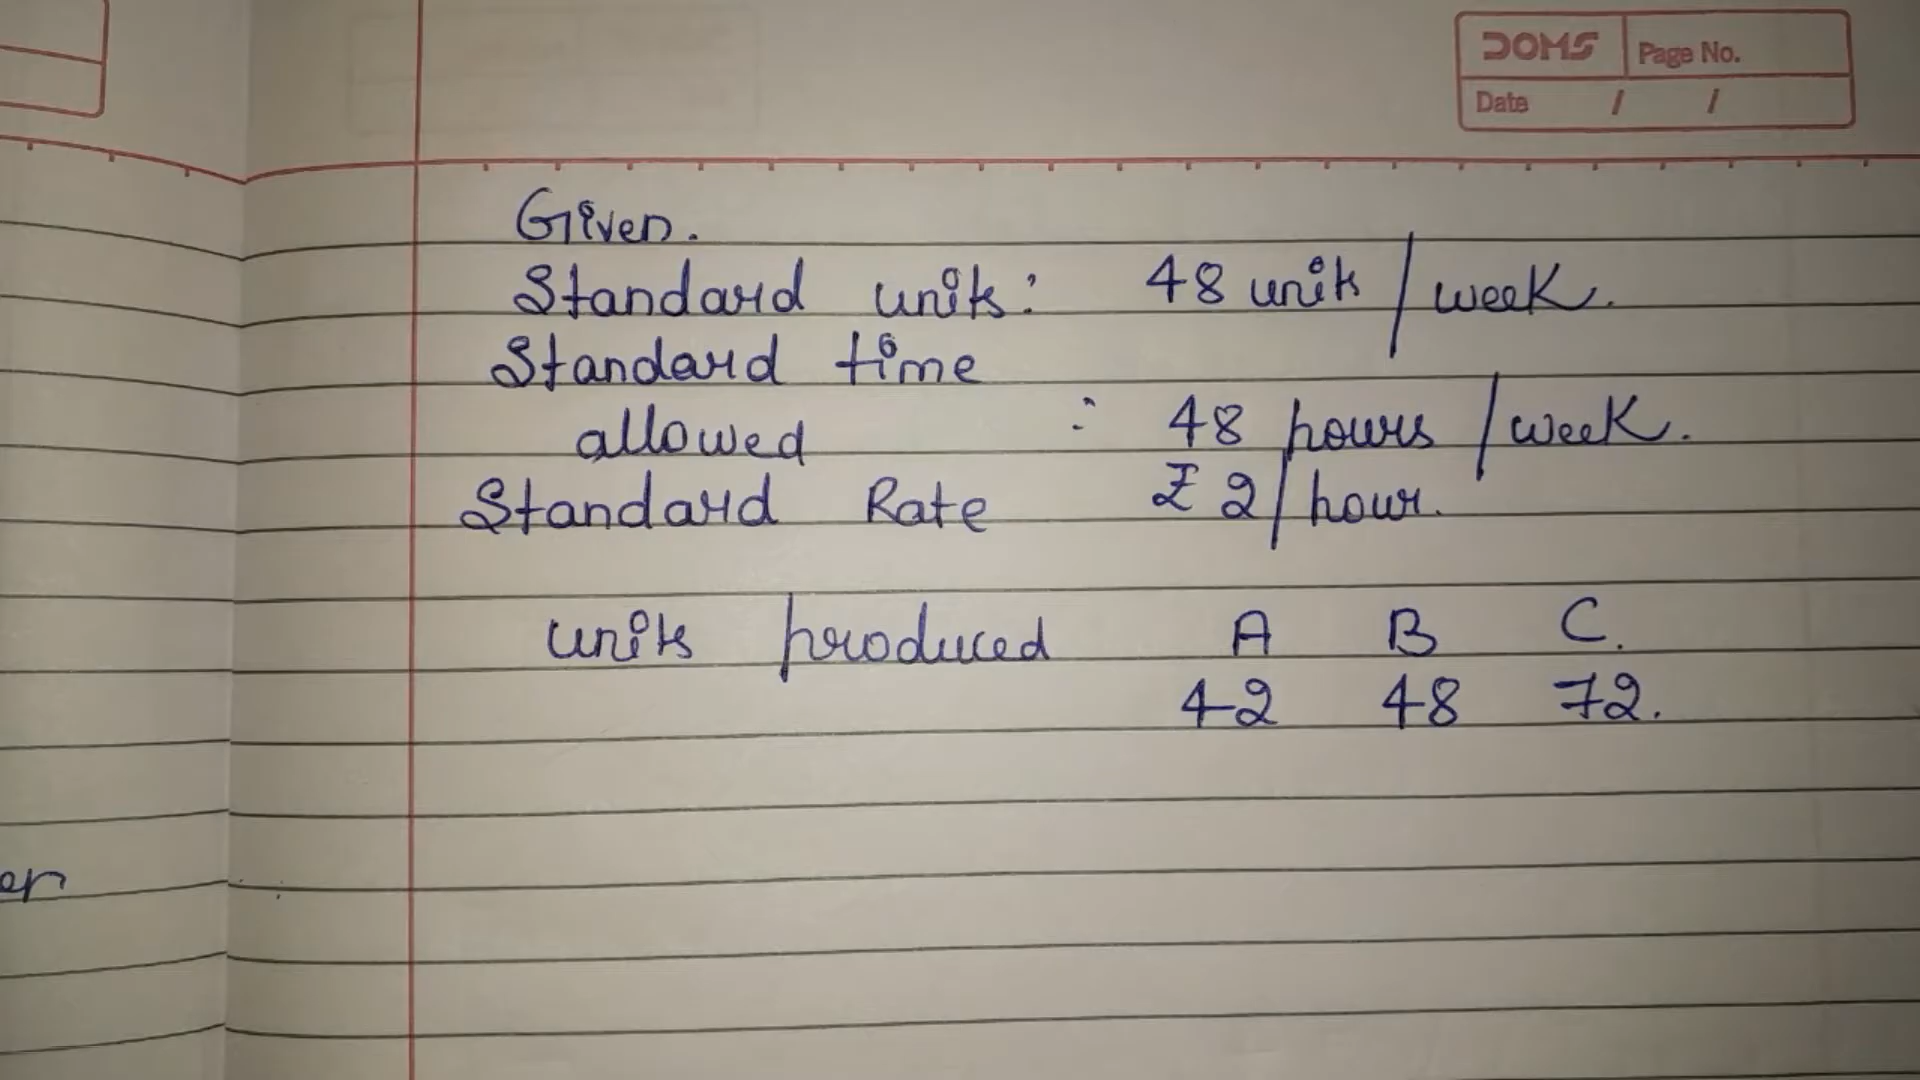 DOMS Page No.
Date / /
Given.
Standard units: 48 units / week.
Standard time
allowed : 48 hours / week.
Standard Rate ₹ 2 / hour.
units produced A B C.
42 48 72.